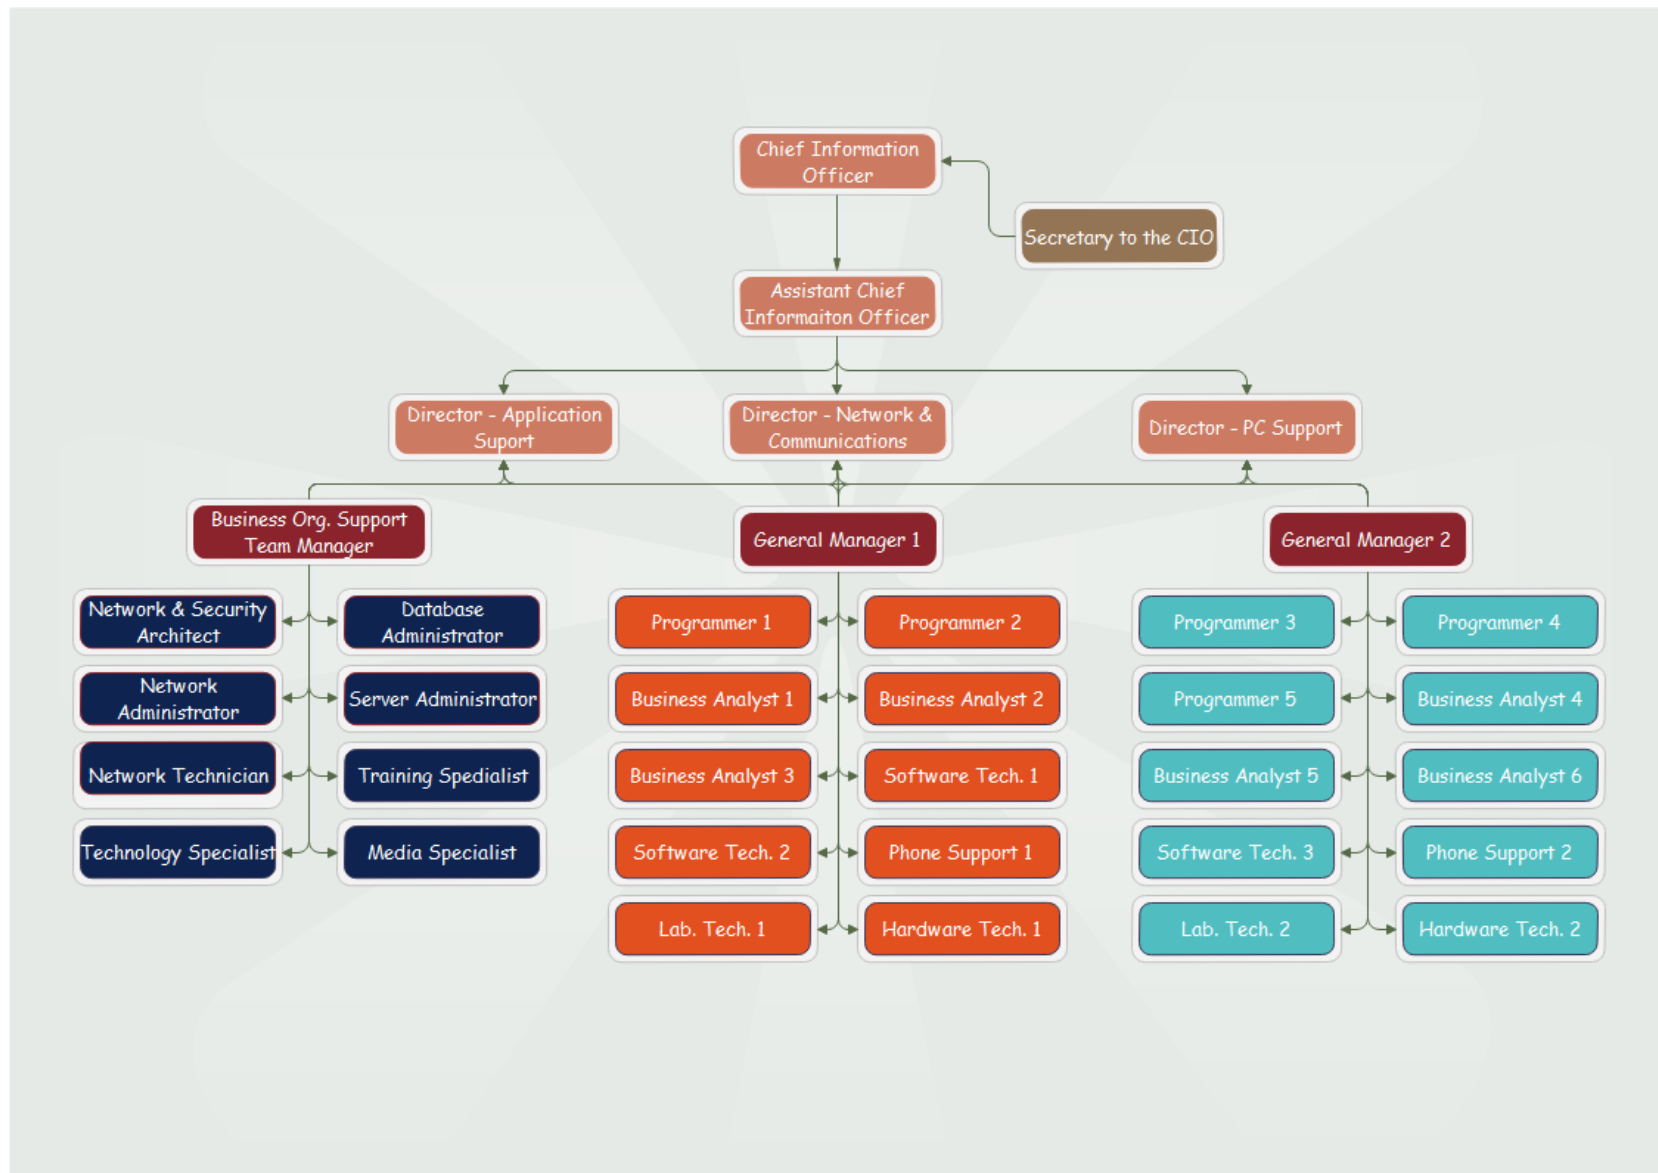 Chief Information
Officer
Secretary to the CIO
Assistant Chief
Informaiton Officer
Director - Application
Suport
Director - Network &
Communications
Director - PC Support
Business Org. Support
Team Manager
General Manager 1
General Manager 2
Network & Security
Architect
Database
Administrator
Network
Administrator
Server Administrator
Network Technician
Training Spedialist
Technology Specialist
Media Specialist
Programmer 1
Programmer 2
Business Analyst 1
Business Analyst 2
Business Analyst 3
Software Tech. 1
Software Tech. 2
Phone Support 1
Lab. Tech. 1
Hardware Tech. 1
Programmer 3
Programmer 4
Programmer 5
Business Analyst 4
Business Analyst 5
Business Analyst 6
Software Tech. 3
Phone Support 2
Lab. Tech. 2
Hardware Tech. 2